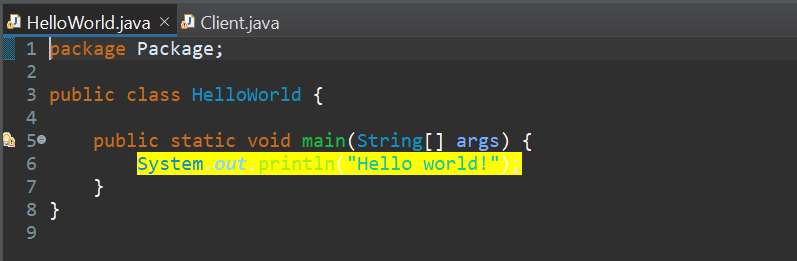 HelloWorld.java
Client.java
1 package Package;
2
3 public class HelloWorld {
4
5 public static void main(String[] args) {
6 System.out.println("Hello world!");
7 }
8 }
9